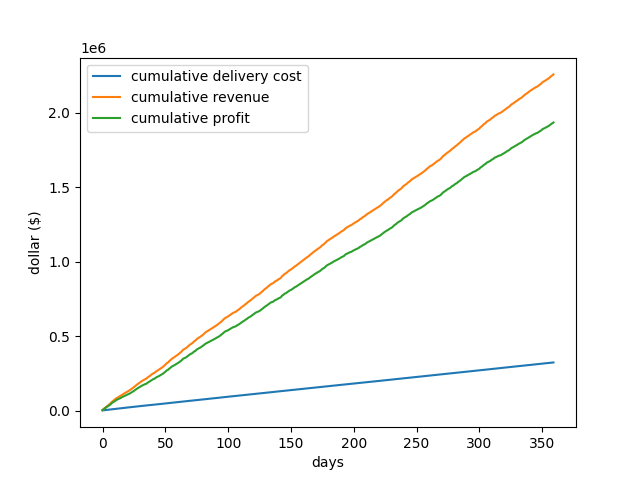 1e6
cumulative delivery cost
cumulative revenue
cumulative profit
2.0
1.5
1.0
0.5
0.0
dollar ($)
0 50 100 150 200 250 300 350
days